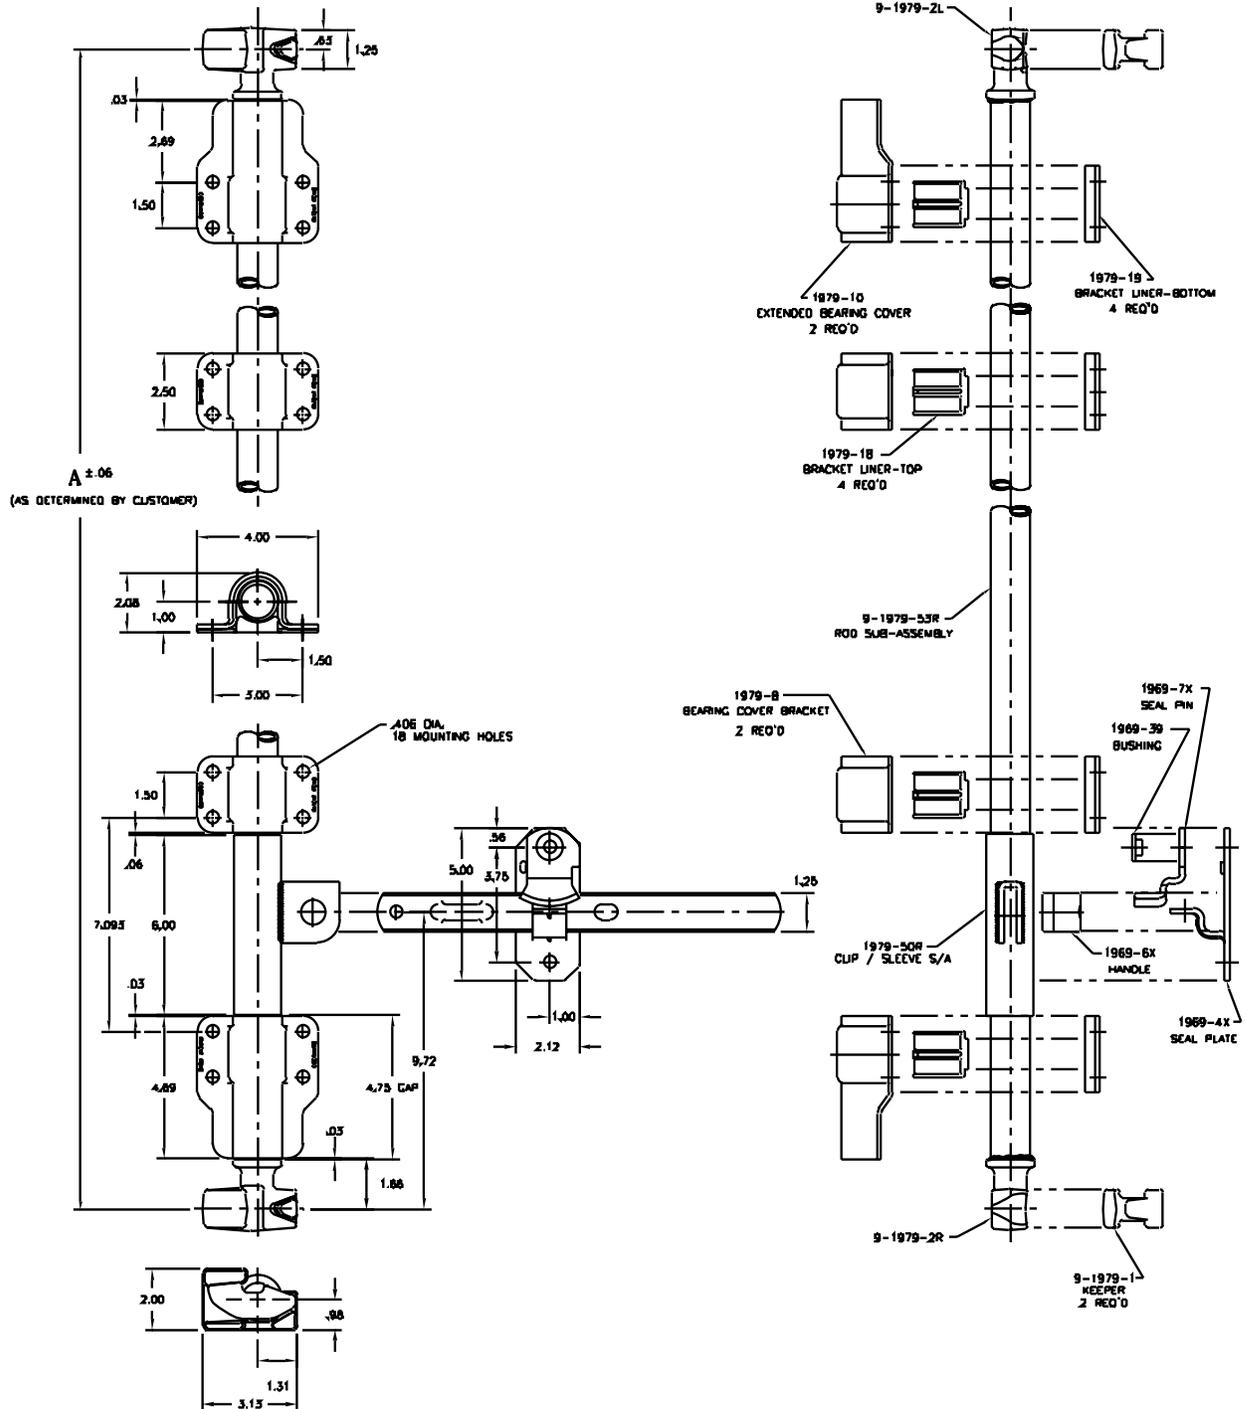 .63
1.25
.03
2.69
1.50
2.50
A ±.06
(AS DETERMINED BY CUSTOMER)
4.00
2.08
1.00
1.50
3.00
.406 DIA.
18 MOUNTING HOLES
1.50
.06
7.093
6.00
.03
4.69
4.75 GAP
9.72
.03
1.88
.56
5.00
3.75
1.25
1.00
2.12
2.00
.98
1.31
3.13
9-1979-2L
1979-10
EXTENDED BEARING COVER
2 REQ'D
1979-19
BRACKET LINER-BOTTOM
4 REQ'D
1979-18
BRACKET LINER-TOP
4 REQ'D
9-1979-53R
ROD SUB-ASSEMBLY
1979-8
BEARING COVER BRACKET
2 REQ'D
1969-7X
SEAL PIN
1969-39
BUSHING
1979-50R
CLIP / SLEEVE S/A
1969-6X
HANDLE
1969-4X
SEAL PLATE
9-1979-2R
9-1979-1
KEEPER
2 REQ'D